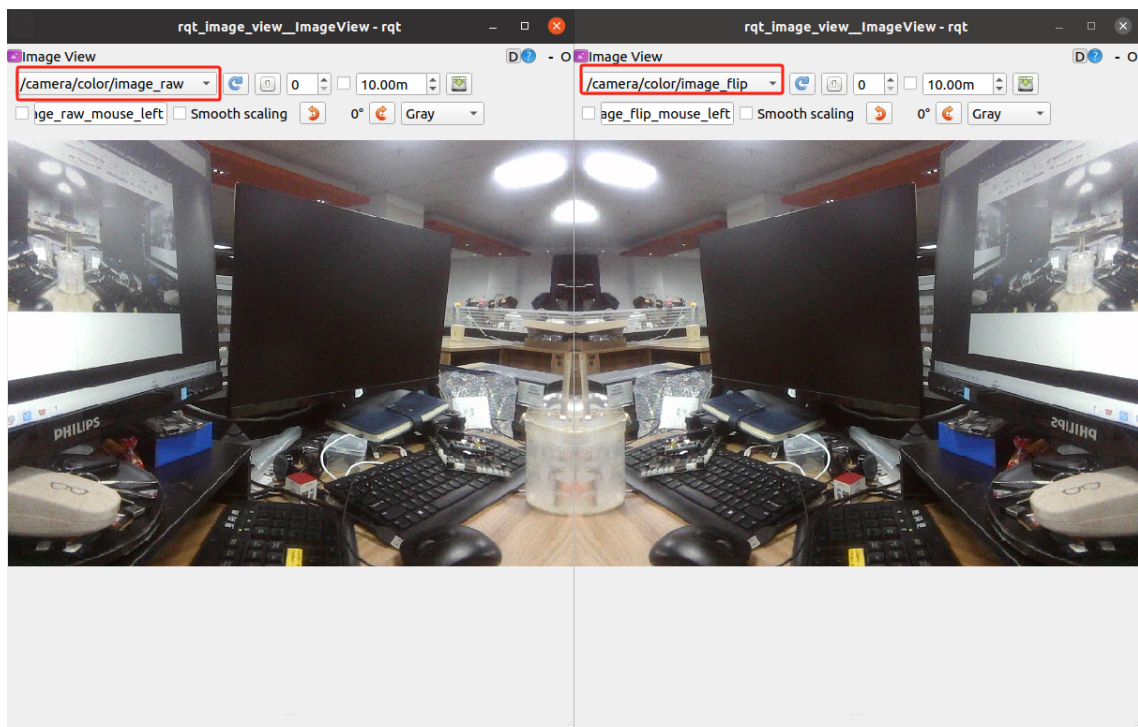 rqt_image_view__ImageView - rqt
Image View
D ? - O
/camera/color/image_raw
0
10.00m
age_raw_mouse_left
Smooth scaling
0°
Gray
PHILIPS
rqt_image_view__ImageView - rqt
Image View
D ? - O
/camera/color/image_flip
0
10.00m
age_flip_mouse_left
Smooth scaling
0°
Gray
PHILIPS